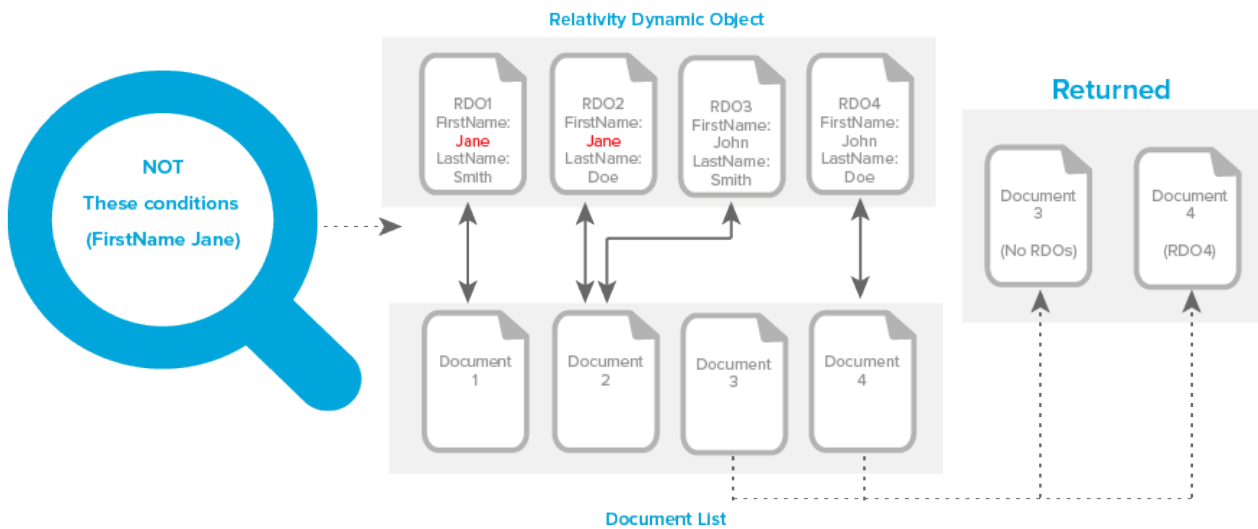 Relativity Dynamic Object
NOT
These conditions
(FirstName Jane)
RDO1
FirstName:
Jane
LastName:
Smith
RDO2
FirstName:
Jane
LastName:
Doe
RDO3
FirstName:
John
LastName:
Smith
RDO4
FirstName:
John
LastName:
Doe
Returned
Document
3
(No RDOs)
Document
4
(RDO4)
Document
1
Document
2
Document
3
Document
4
Document List